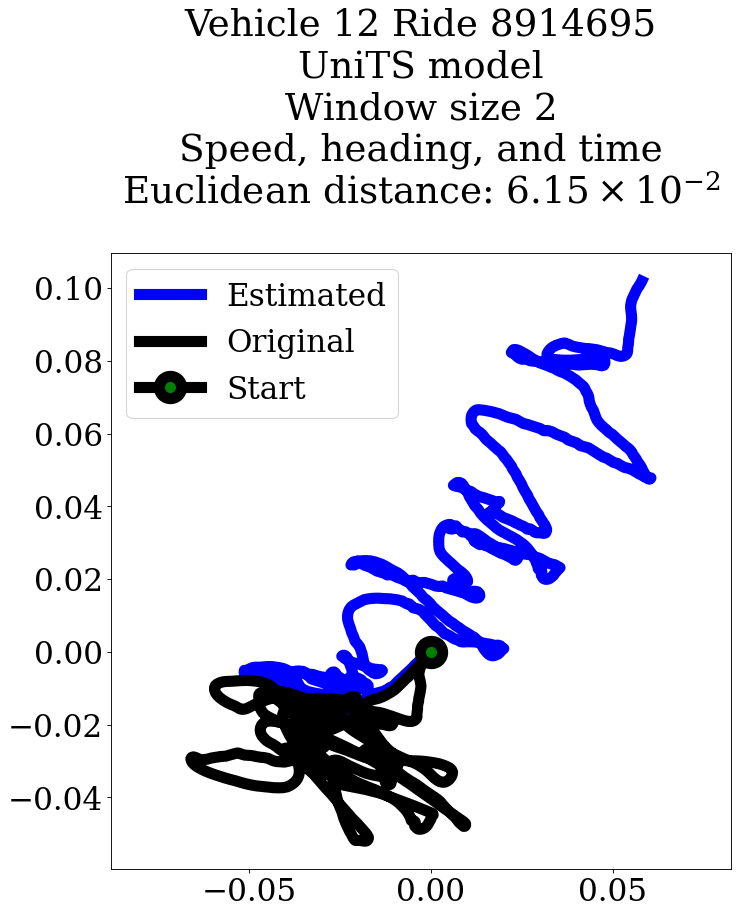 Vehicle 12 Ride 8914695
UniTS model
Window size 2
Speed, heading, and time
Euclidean distance: 6.15 × 10⁻²
Estimated
Original
Start
0.10
0.08
0.06
0.04
0.02
0.00
−0.02
−0.04
−0.05 0.00 0.05